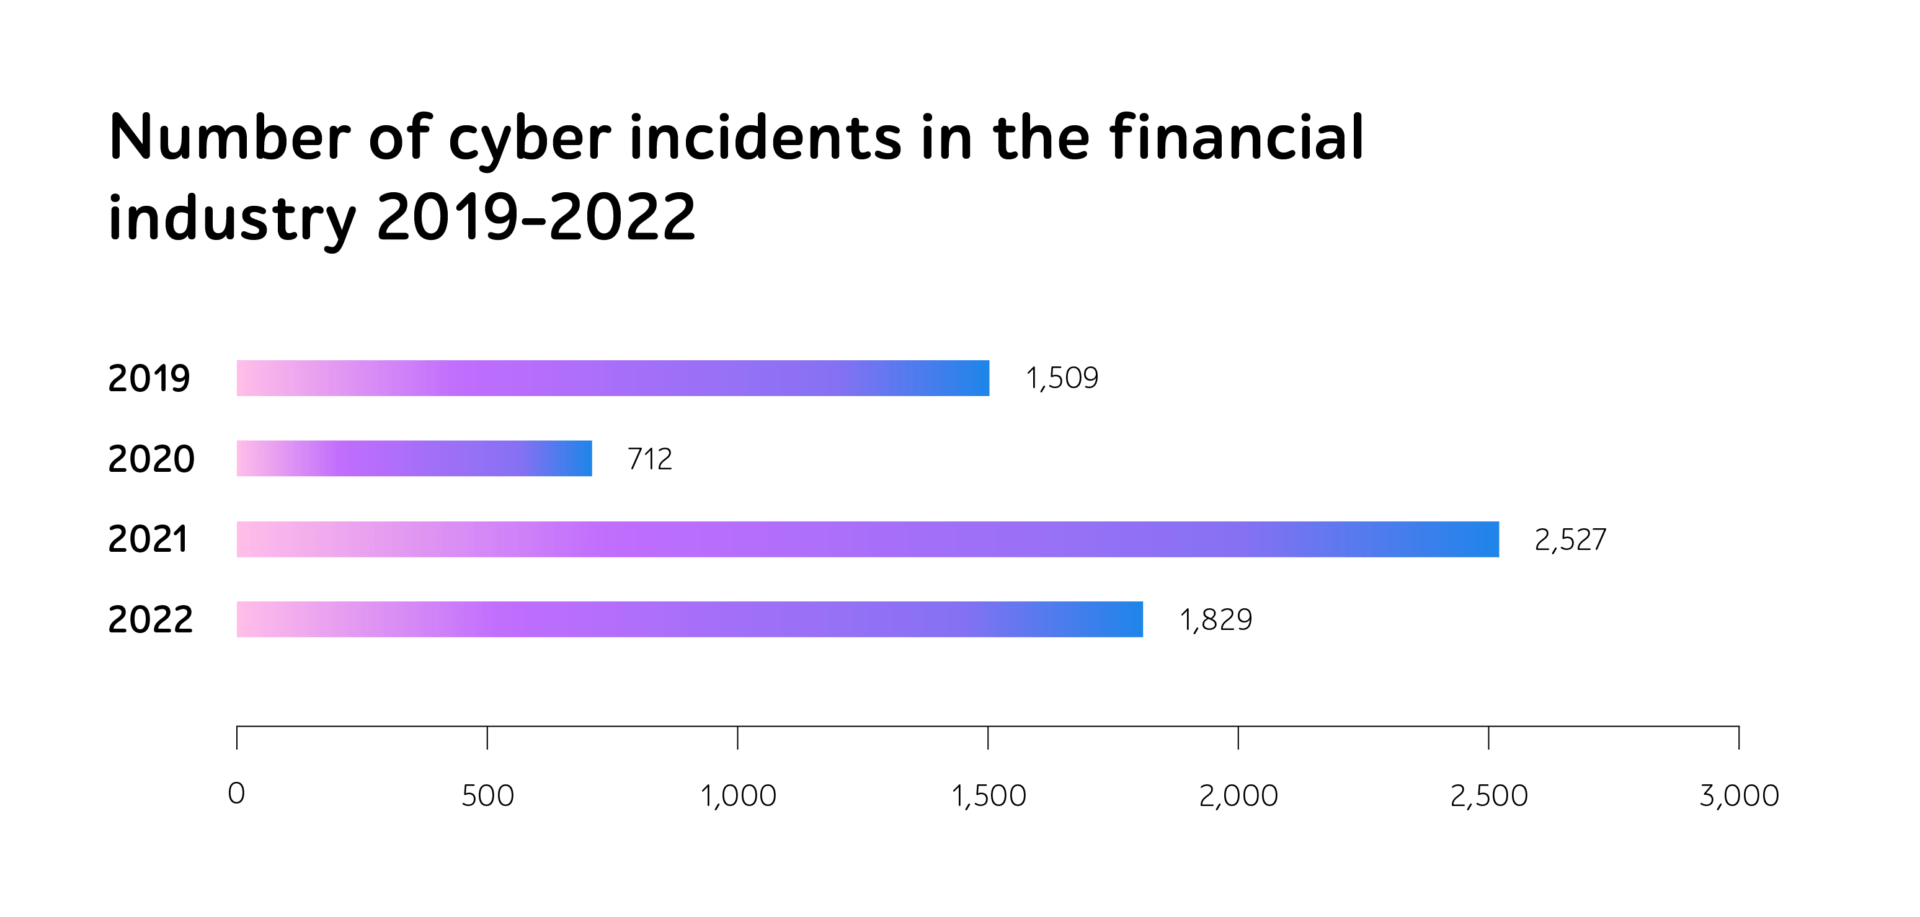 Number of cyber incidents in the financial
industry 2019-2022
2019 1,509
2020 712
2021 2,527
2022 1,829
0 500 1,000 1,500 2,000 2,500 3,000